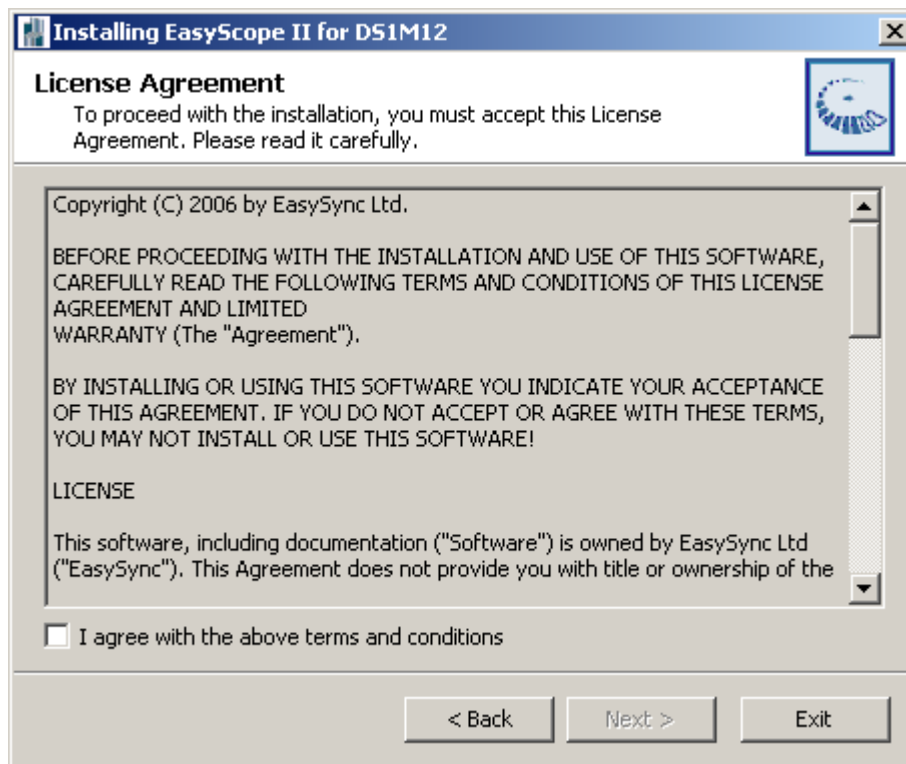 Installing EasyScope II for DS1M12
License Agreement
To proceed with the installation, you must accept this License
Agreement. Please read it carefully.
Copyright (C) 2006 by EasySync Ltd.
BEFORE PROCEEDING WITH THE INSTALLATION AND USE OF THIS SOFTWARE,
CAREFULLY READ THE FOLLOWING TERMS AND CONDITIONS OF THIS LICENSE
AGREEMENT AND LIMITED
WARRANTY (The "Agreement").
BY INSTALLING OR USING THIS SOFTWARE YOU INDICATE YOUR ACCEPTANCE
OF THIS AGREEMENT. IF YOU DO NOT ACCEPT OR AGREE WITH THESE TERMS,
YOU MAY NOT INSTALL OR USE THIS SOFTWARE!
LICENSE
This software, including documentation ("Software") is owned by EasySync Ltd
("EasySync"). This Agreement does not provide you with title or ownership of the
I agree with the above terms and conditions
< Back Next > Exit